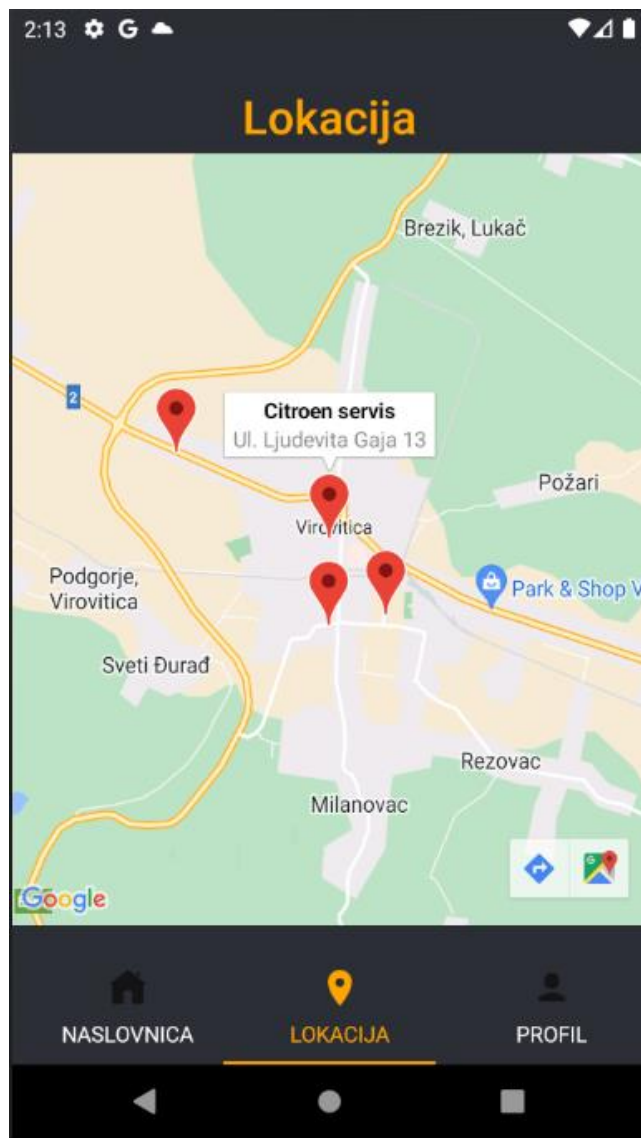 2:13 G
Lokacija
Brezik, Lukač
2
Citroen servis
Ul. Ljudevita Gaja 13
Požari
Virovitica
Podgorje,
Virovitica
Park & Shop V
Sveti Đurađ
Rezovac
Milanovac
Google
NASLOVNICA LOKACIJA PROFIL